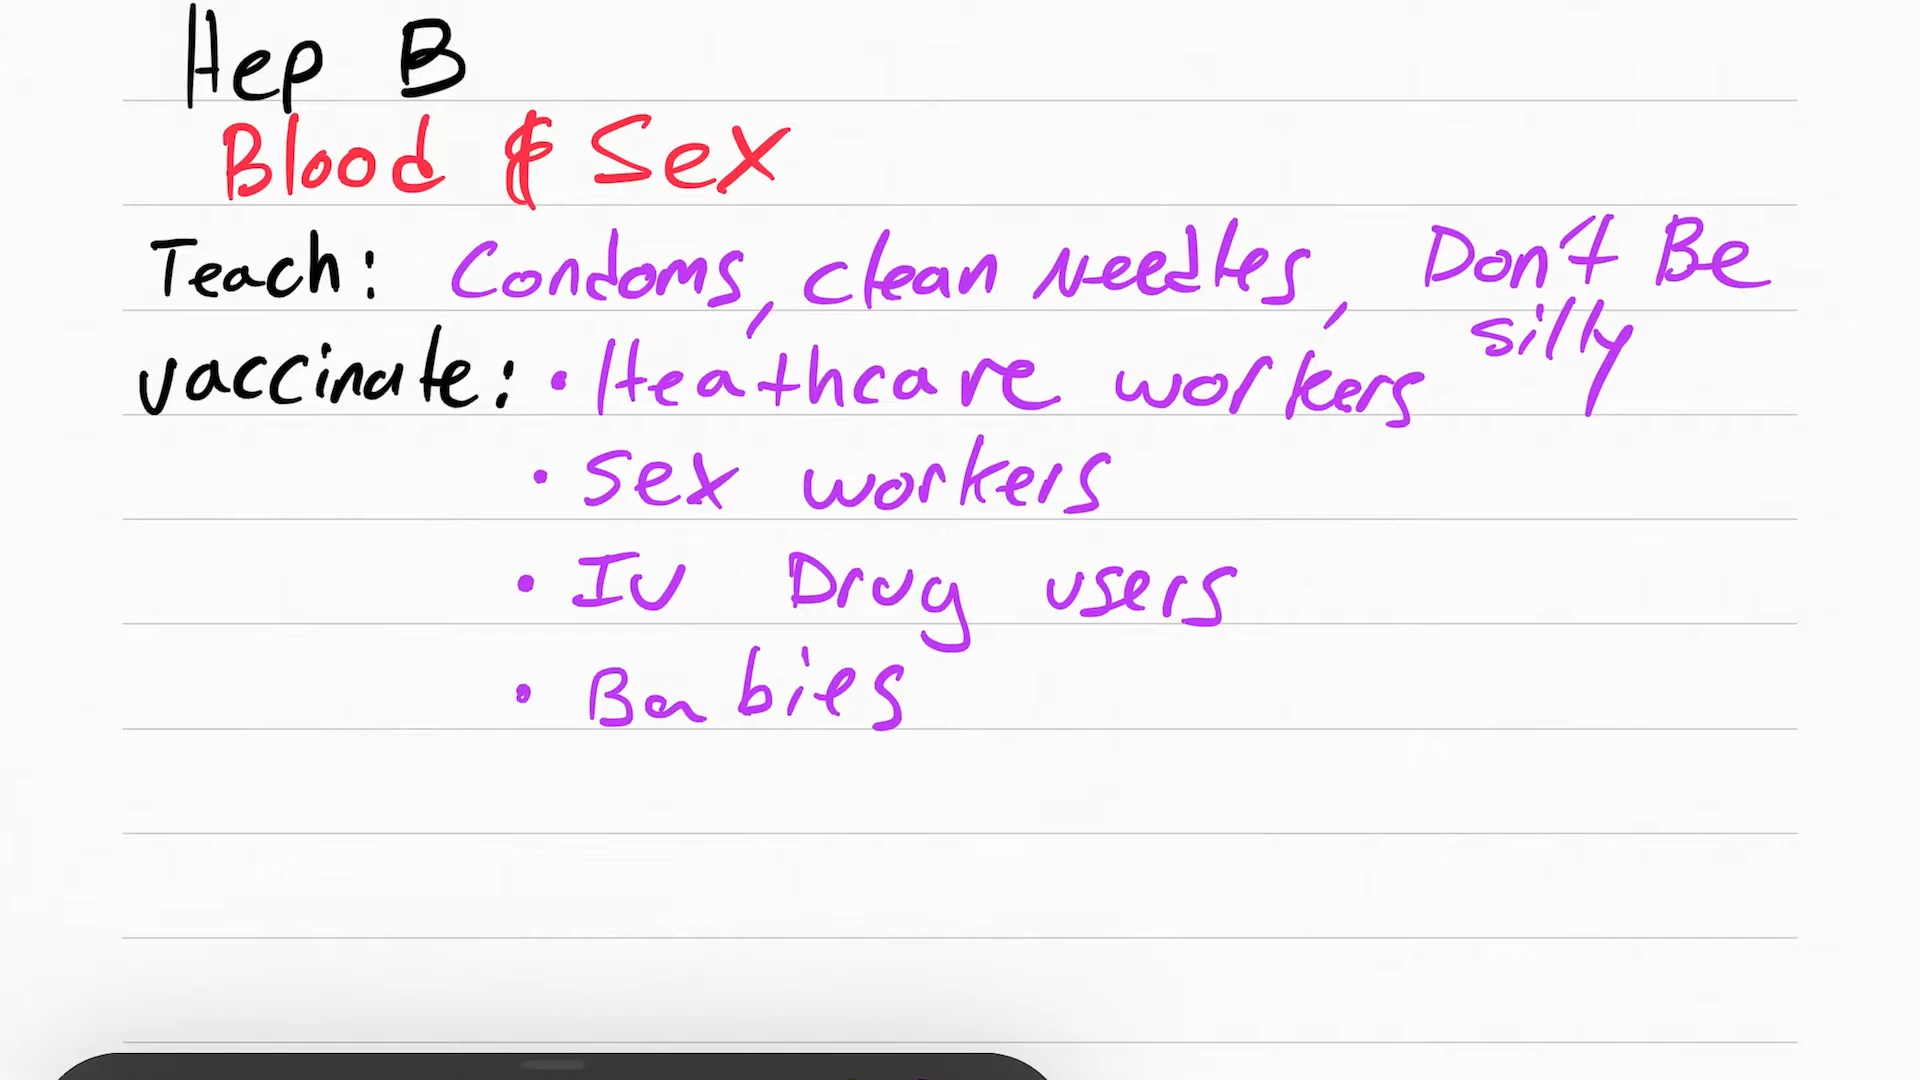 Hep B
Blood & Sex
Teach: Condoms, clean Needles, Don't Be
silly
vaccinate: • Heathcare workers
• Sex workers
• IV Drug users
• Babies